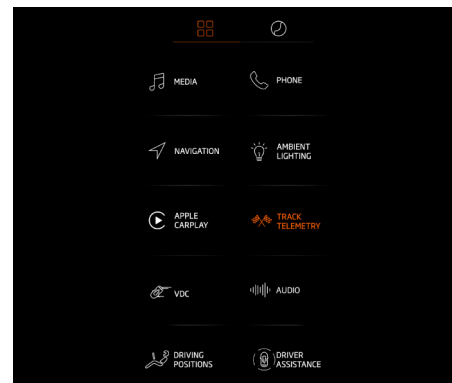 MEDIA
PHONE
NAVIGATION
AMBIENT
LIGHTING
APPLE
CARPLAY
TRACK
TELEMETRY
VDC
AUDIO
DRIVING
POSITIONS
DRIVER
ASSISTANCE